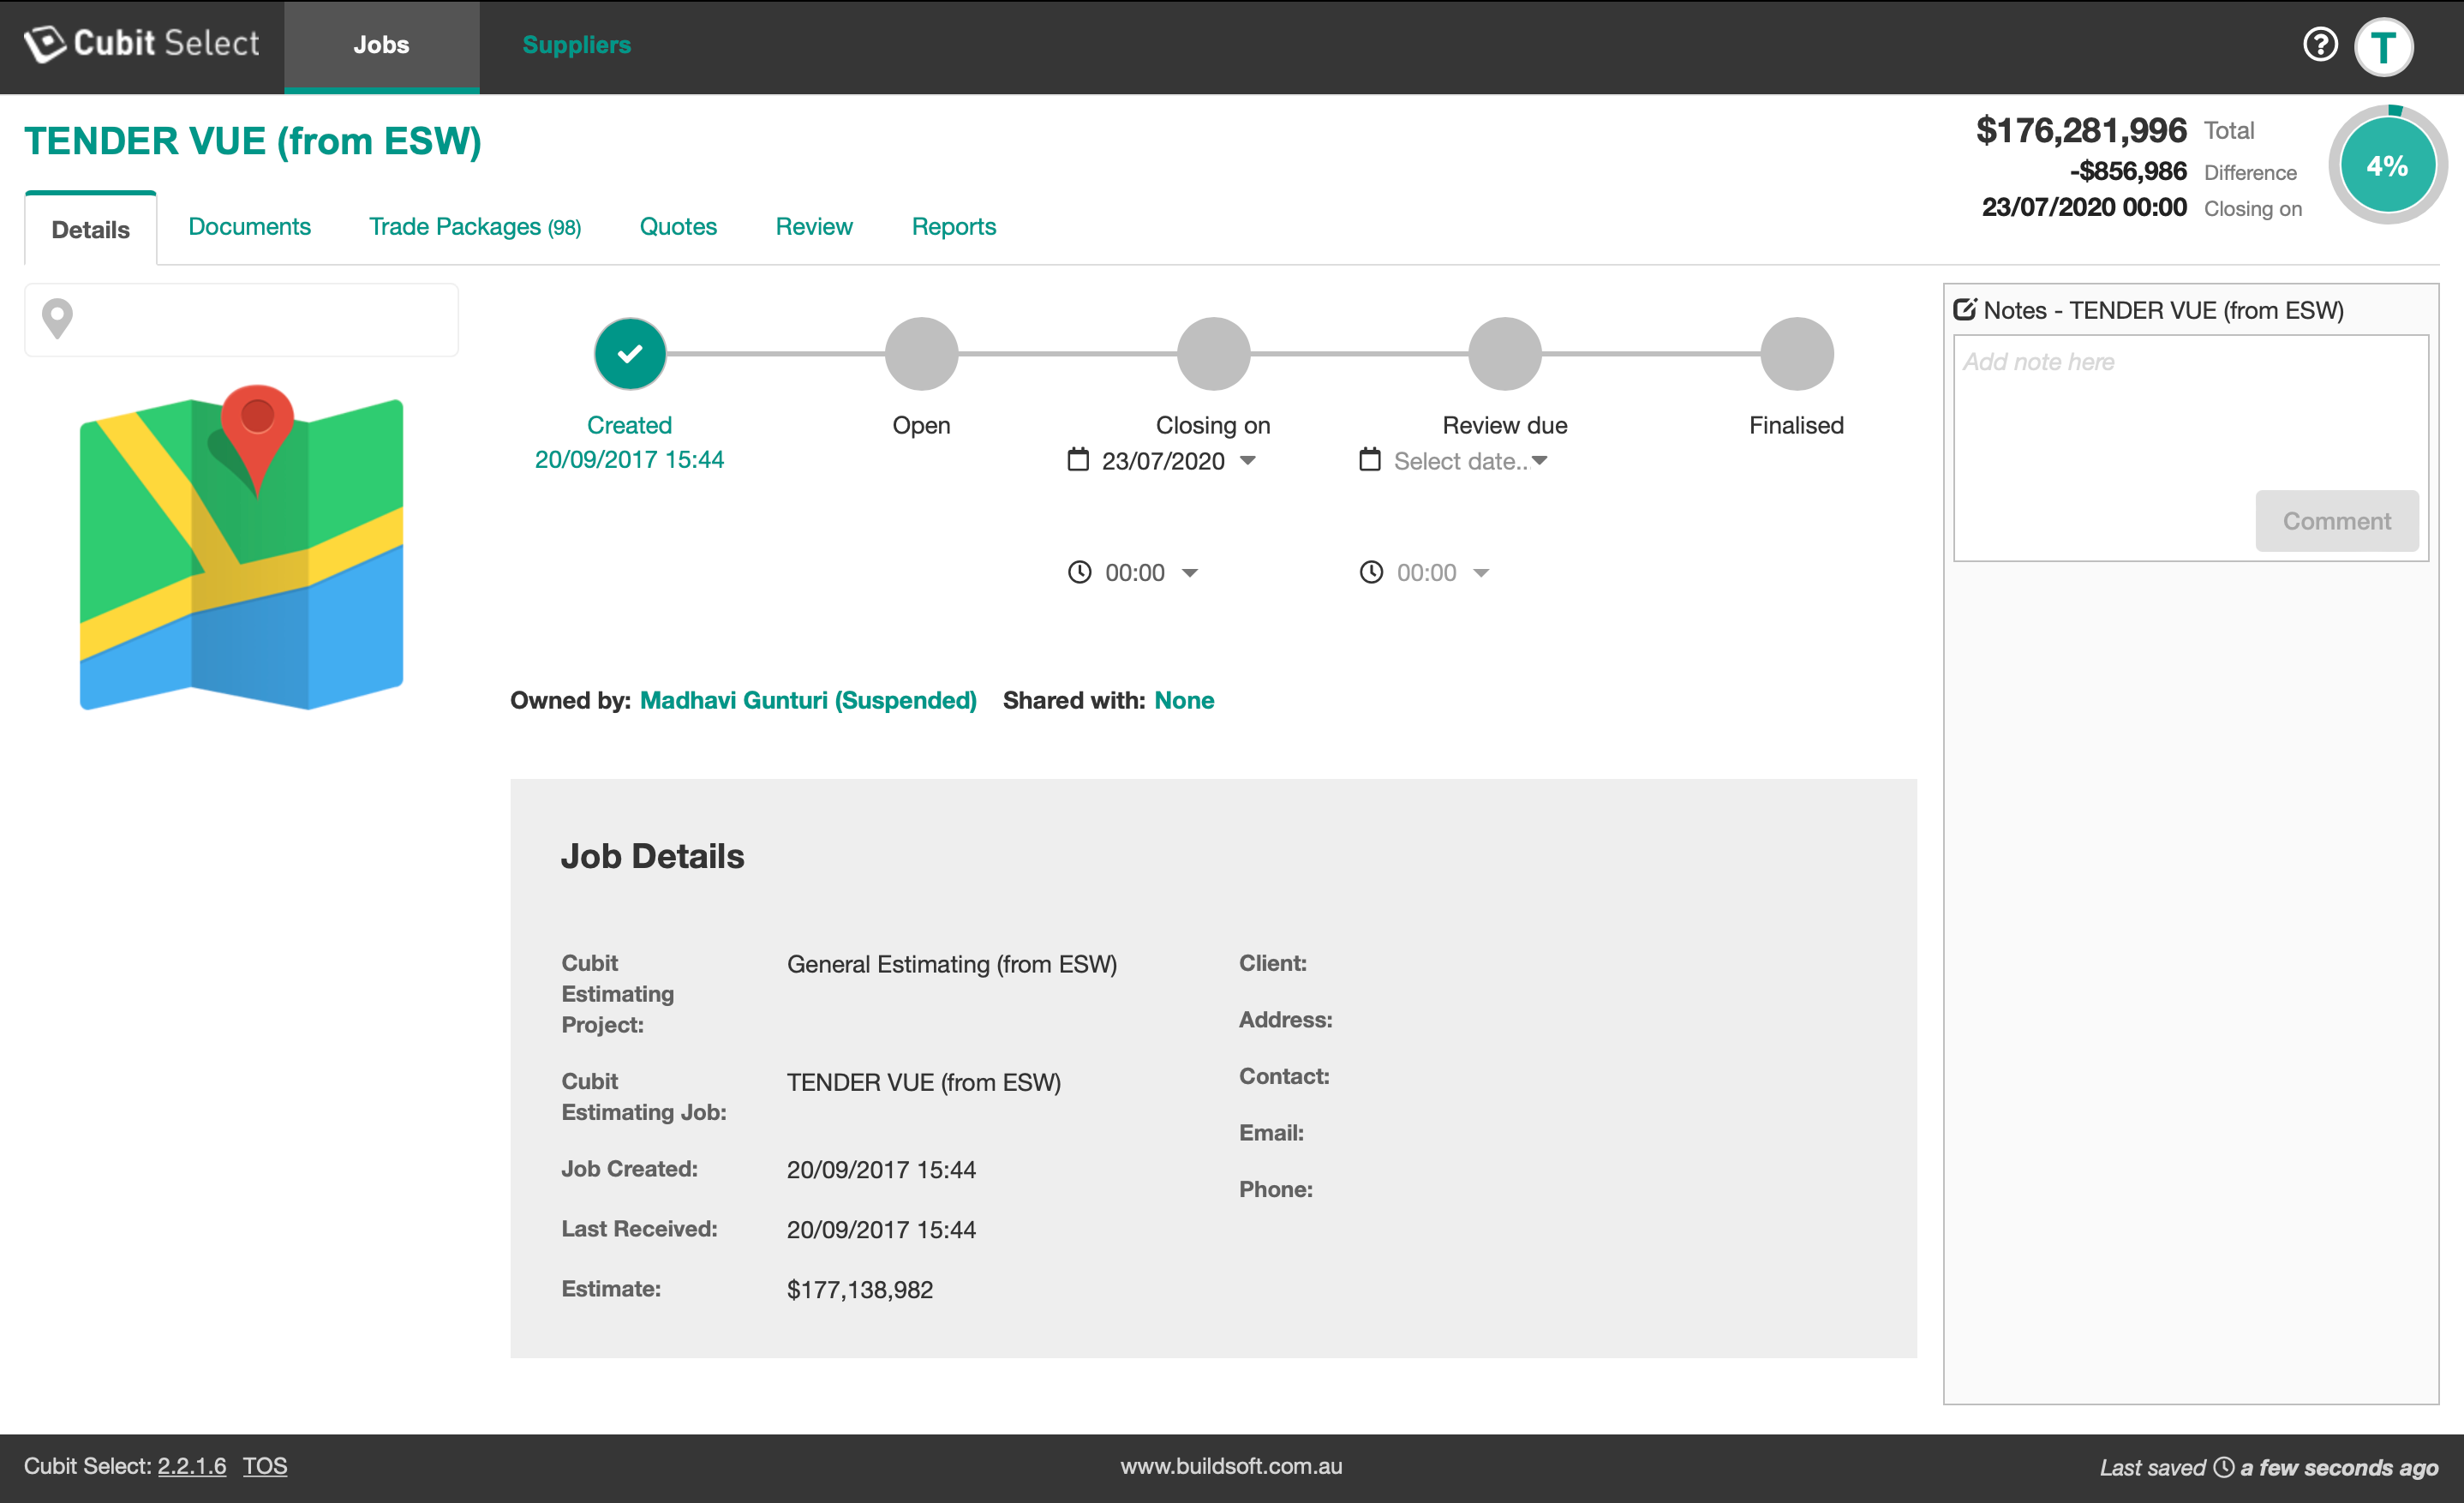 Cubit Select
Jobs
Suppliers
T
TENDER VUE (from ESW)
$176,281,996 Total
-$856,986 Difference
23/07/2020 00:00 Closing on
4%
Details
Documents
Trade Packages (98)
Quotes
Review
Reports
Created
20/09/2017 15:44
Open
Closing on
23/07/2020
00:00
Review due
Select date..
00:00
Finalised
Notes - TENDER VUE (from ESW)
Add note here
Comment
Owned by: Madhavi Gunturi (Suspended) Shared with: None
Job Details
Cubit
Estimating
Project:
General Estimating (from ESW)
Cubit
Estimating Job:
TENDER VUE (from ESW)
Job Created: 20/09/2017 15:44
Last Received: 20/09/2017 15:44
Estimate: $177,138,982
Client:
Address:
Contact:
Email:
Phone:
Cubit Select: 2.2.1.6 TOS
www.buildsoft.com.au
Last saved a few seconds ago